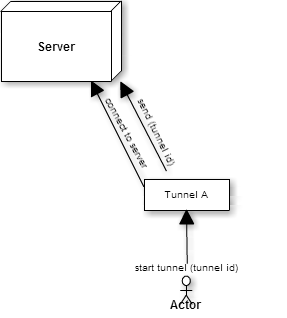 Server
send (tunnel id)
connect to server
Tunnel A
start tunnel (tunnel id)
Actor